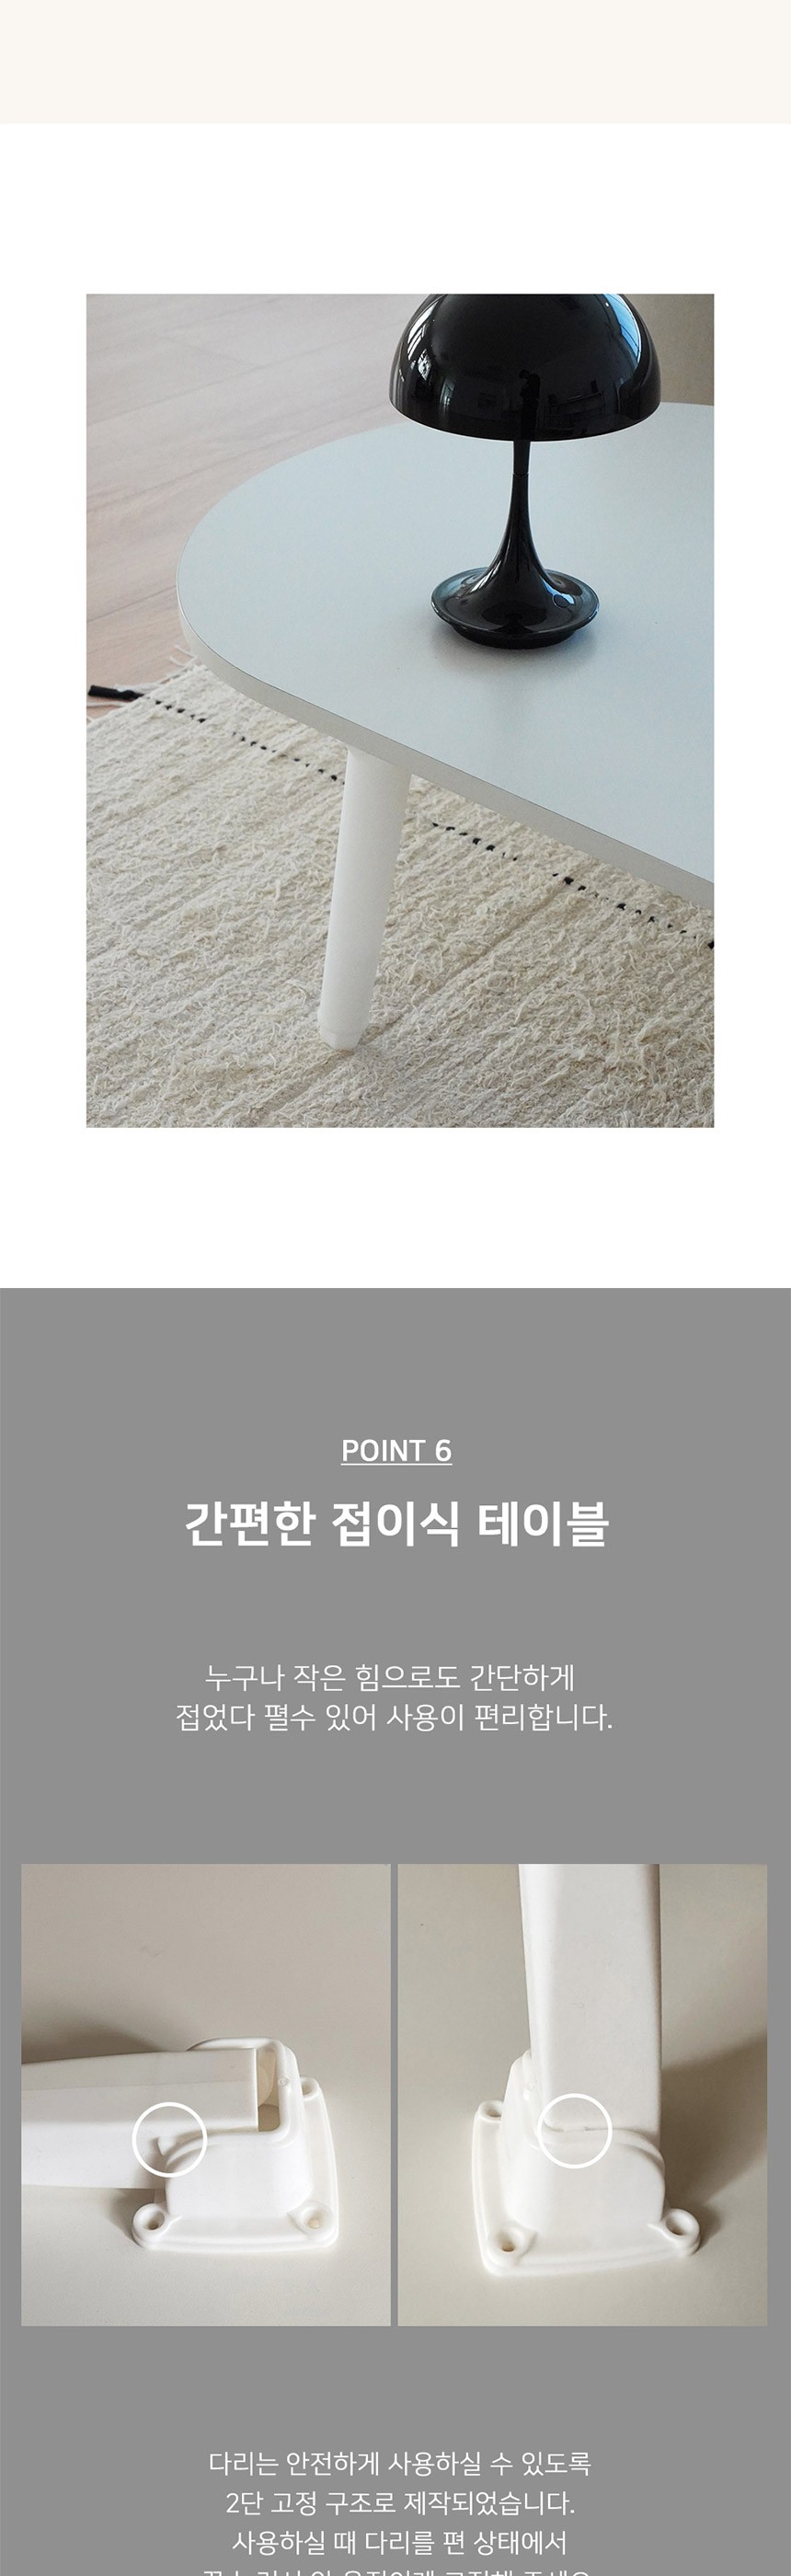 POINT 6
간편한 접이식 테이블
누구나 작은 힘으로도 간단하게
접었다 펼수 있어 사용이 편리합니다.
다리는 안전하게 사용하실 수 있도록
2단 고정 구조로 제작되었습니다.
사용하실 때 다리를 편 상태에서